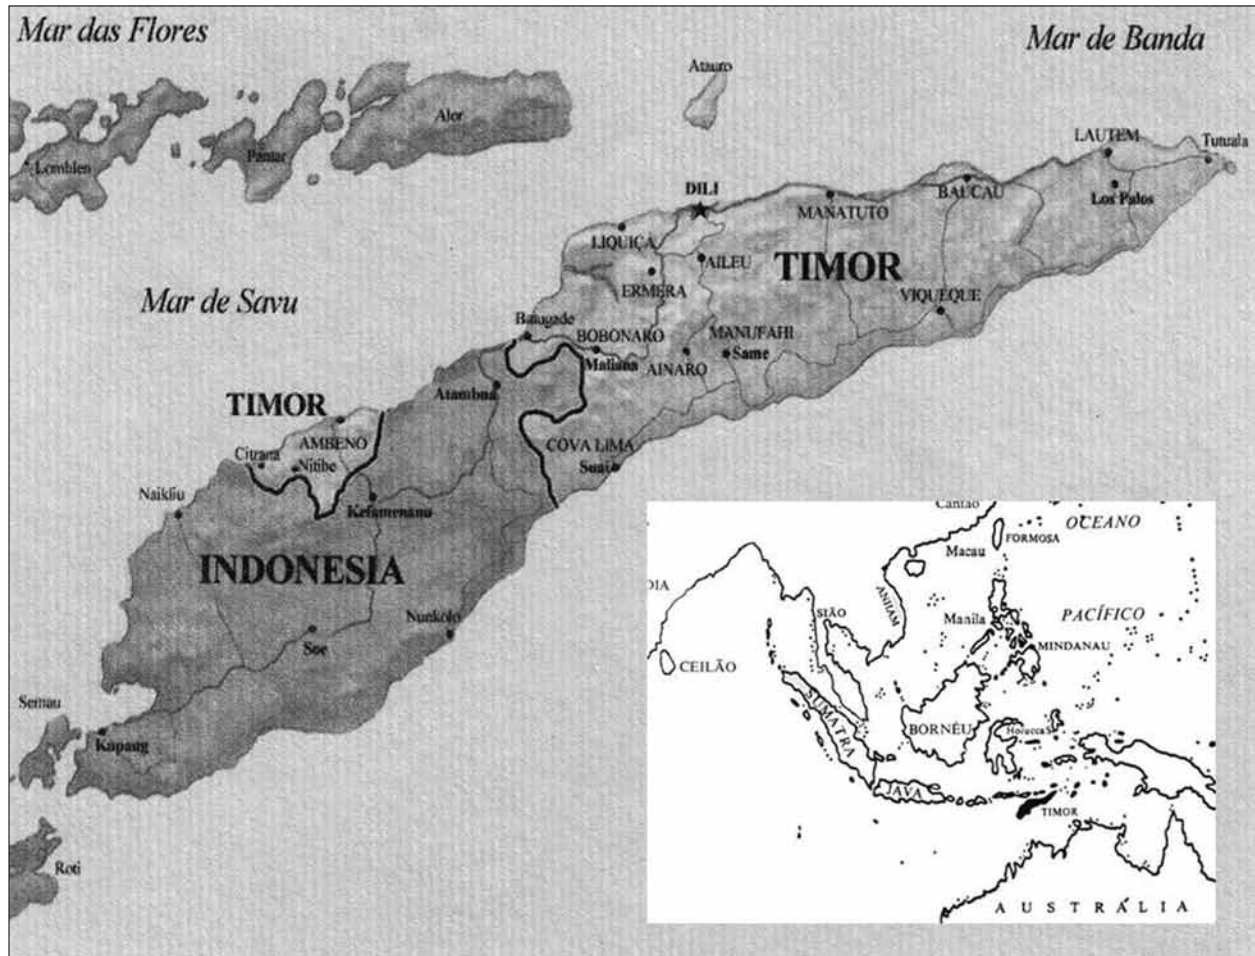 Mar das Flores
Mar de Banda
Atauro
Alor
Pantar
Lomblen
LAUTEM
Tutuala
DILI
BAUCAU
Los Palos
MANATUTO
LIQUIÇA
AILEU
TIMOR
ERMERA
VIQUEQUE
Mar de Savu
Batugade
BOBONARO
MANUFAHI
Maliana
AINARO
Same
Atambua
TIMOR
AMBENO
COVA LIMA
Citrana
Nitibe
Suai
Naikliu
Kefamenanu
INDONESIA
Nunkolo
Soe
Semau
Kupang
Roti
Cantão
OCEANO
FORMOSA
Macau
DIA
SIÃO
ANHAM
PACÍFICO
Manila
MINDANAU
CEILÃO
SUMATRA
BORNÉU
JAVA
TIMOR
AUSTRÁLIA